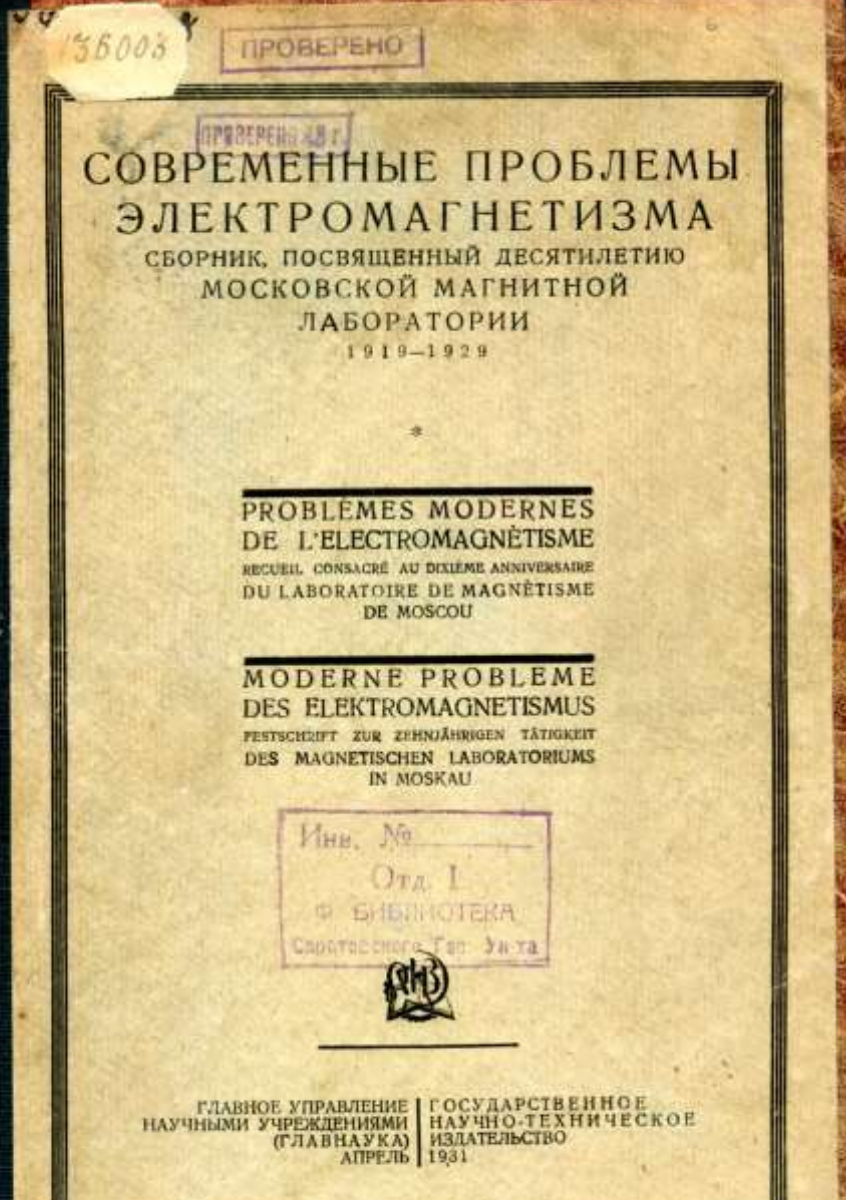 136003
ПРОВЕРЕНО
ПРОВЕРЕНО
СОВРЕМЕННЫЕ ПРОБЛЕМЫ
ЭЛЕКТРОМАГНЕТИЗМА
СБОРНИК, ПОСВЯЩЕННЫЙ ДЕСЯТИЛЕТИЮ
МОСКОВСКОЙ МАГНИТНОЙ
ЛАБОРАТОРИИ
1919—1929
*
PROBLÈMES MODERNES
DE L'ELECTROMAGNÈTISME
RECUEIL CONSACRÉ AU DIXIEME ANNIVERSAIRE
DU LABORATOIRE DE MAGNÈTISME
DE MOSCOU
MODERNE PROBLEME
DES ELEKTROMAGNETISMUS
FESTSCHRIFT ZUR ZEHNJÄHRIGEN TÄTIGKEIT
DES MAGNETISCHEN LABORATORIUMS
IN MOSKAU
Инв. №
Отд. I
Ф БИБЛИОТЕКА
Саратовского Гос Ун та
ГЛАВНОЕ УПРАВЛЕНИЕ
НАУЧНЫМИ УЧРЕЖДЕНИЯМИ
(ГЛАВНАУКА)
АПРЕЛЬ
ГОСУДАРСТВЕННОЕ
НАУЧНО-ТЕХНИЧЕСКОЕ
ИЗДАТЕЛЬСТВО
1931